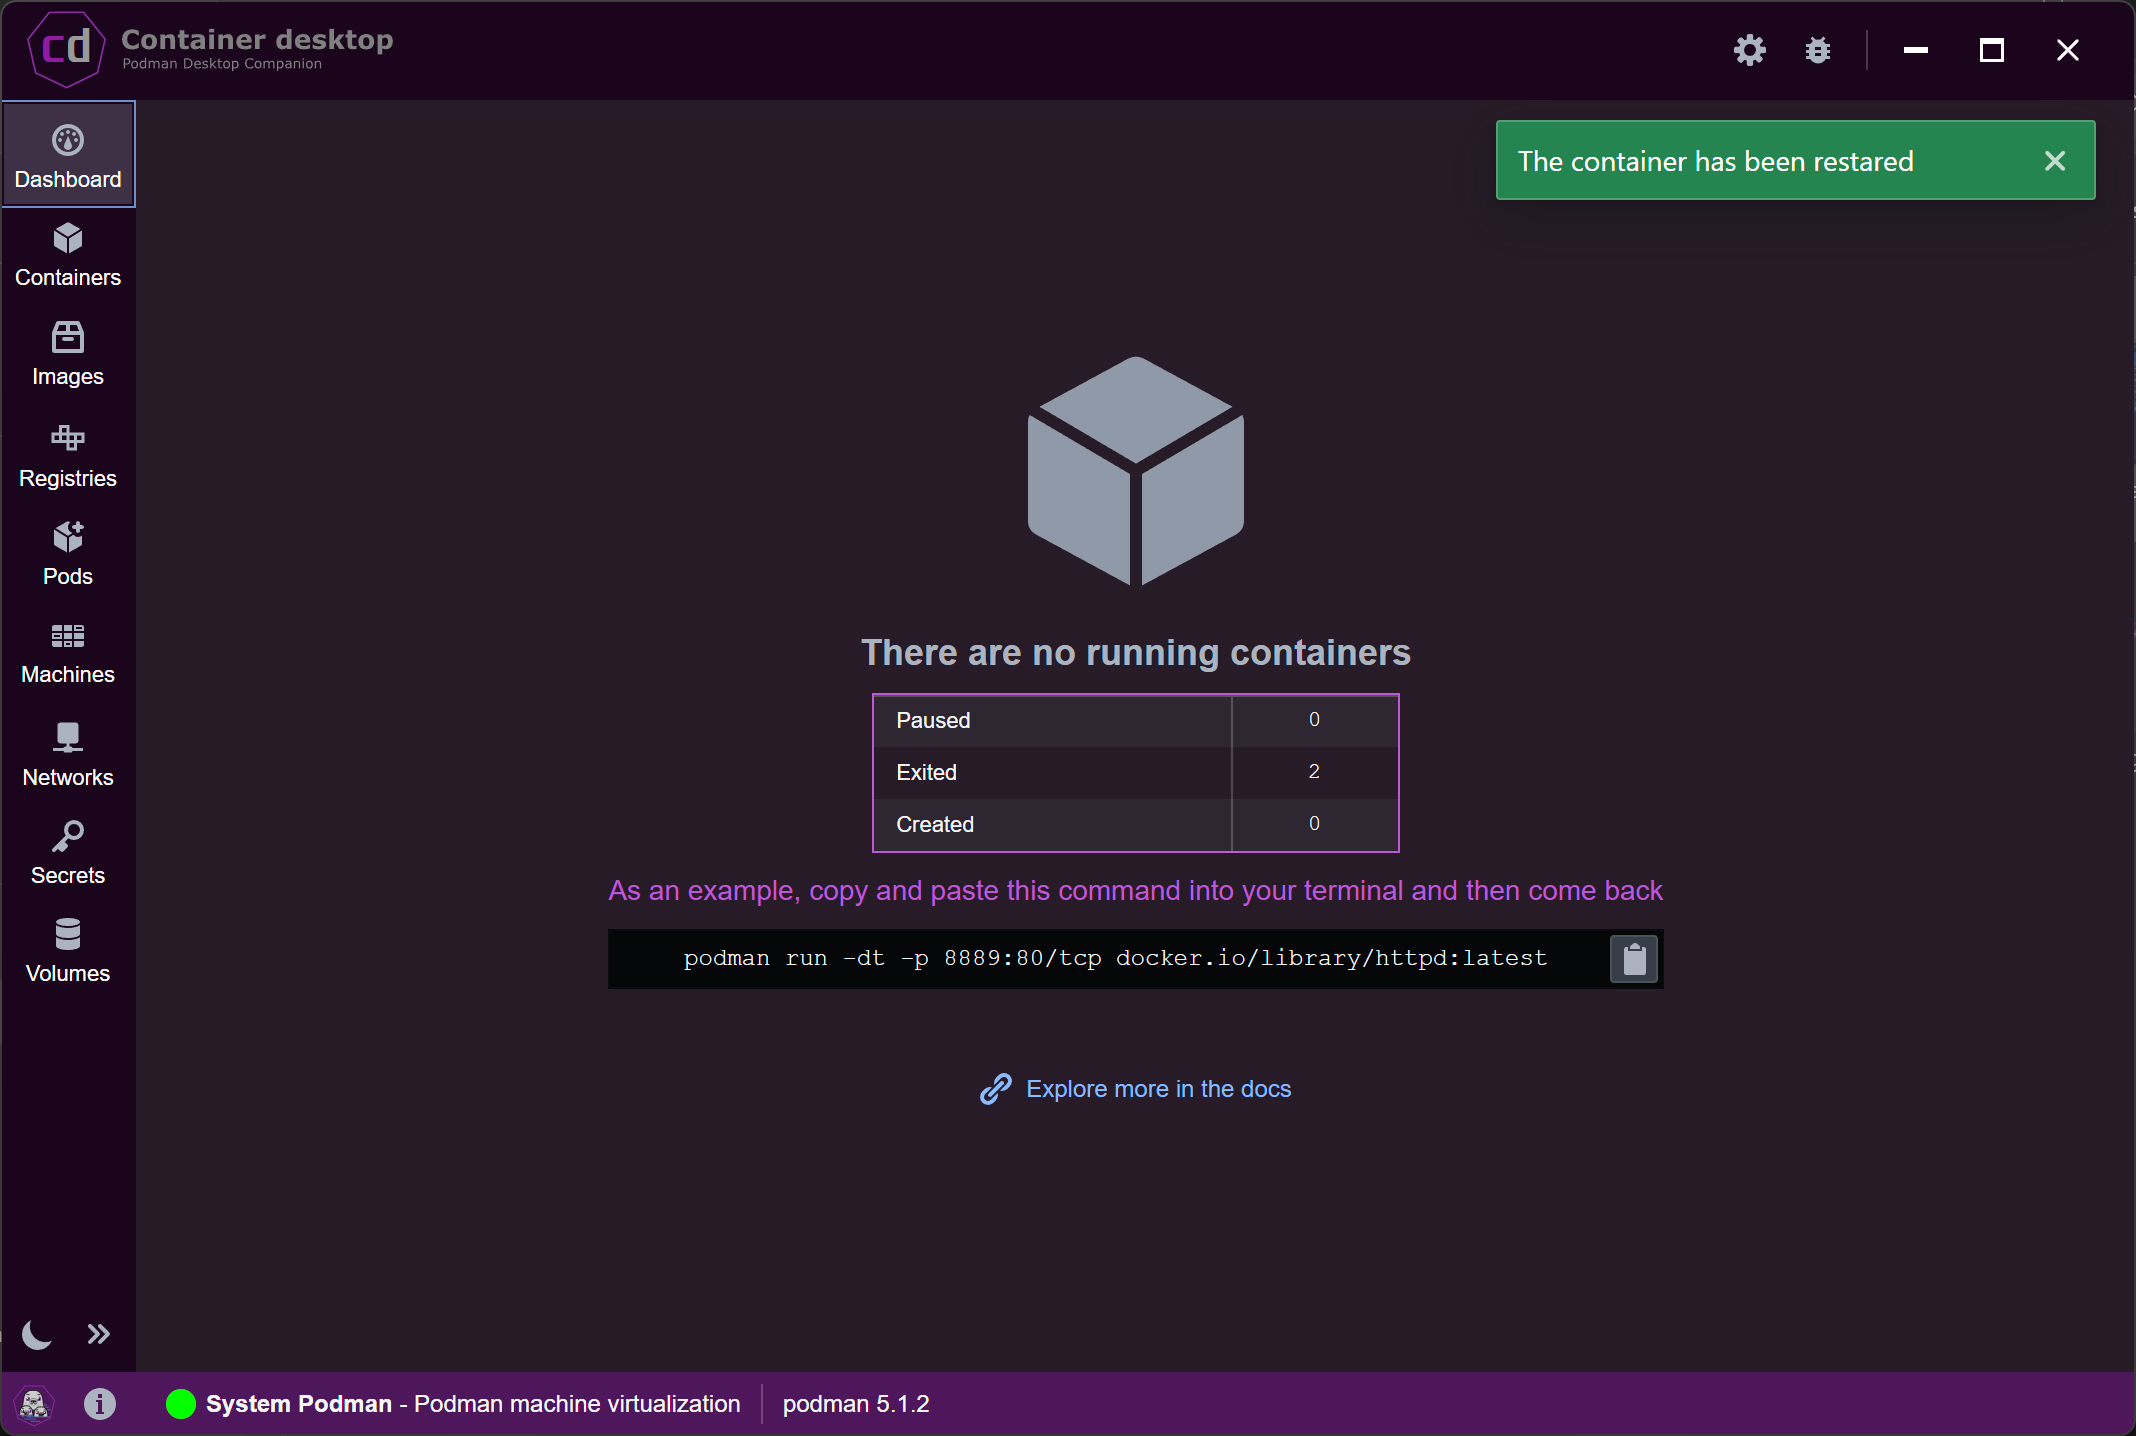 cd
Container desktop
Podman Desktop Companion
Dashboard
Containers
Images
Registries
Pods
Machines
Networks
Secrets
Volumes
The container has been restared
There are no running containers
Paused 0
Exited 2
Created 0
As an example, copy and paste this command into your terminal and then come back
podman run -dt -p 8889:80/tcp docker.io/library/httpd:latest
Explore more in the docs
System Podman - Podman machine virtualization
podman 5.1.2